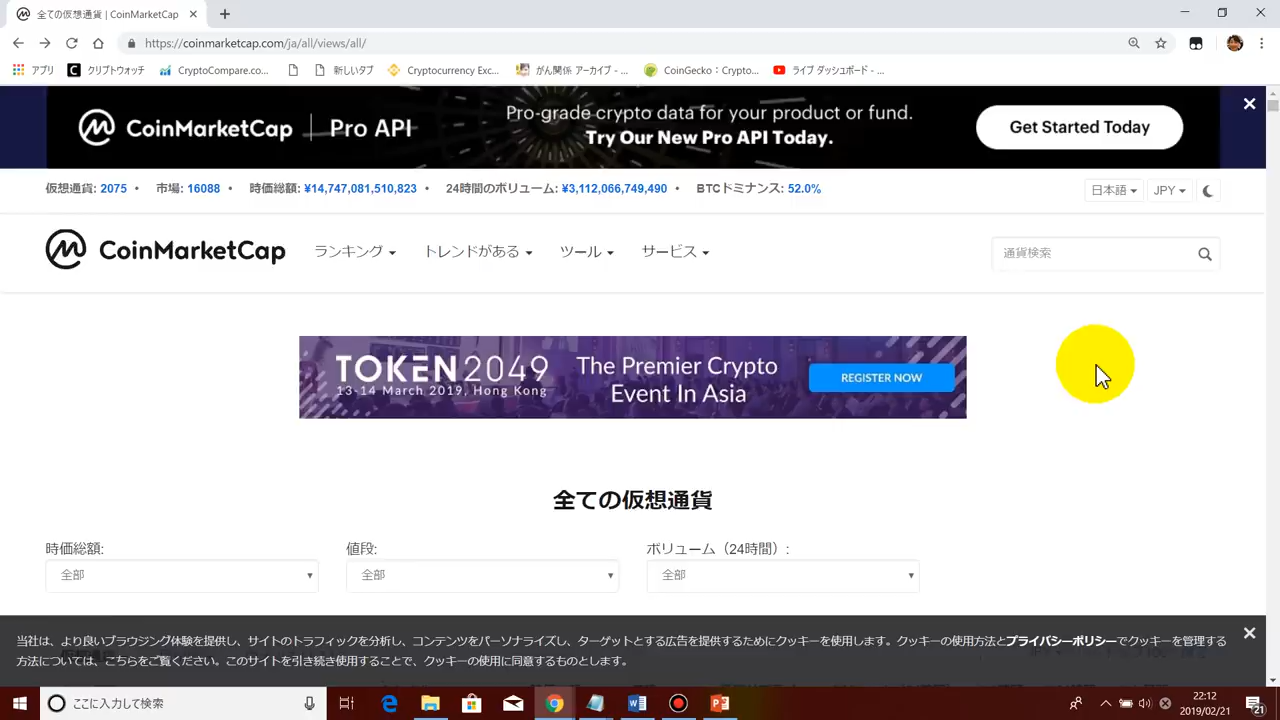 全ての仮想通貨 | CoinMarketCap
https://coinmarketcap.com/ja/all/views/all/
アプリ クリプトウォッチ CryptoCompare.co... 新しいタブ Cryptocurrency Exc... がん関係 アーカイブ - ... CoinGecko：Crypto... ライブ ダッシュボード - ...
CoinMarketCap | Pro API
Pro-grade crypto data for your product or fund.
Try Our New Pro API Today.
Get Started Today
仮想通貨: 2075 • 市場: 16088 • 時価総額: ¥14,747,081,510,823 • 24時間のボリューム: ¥3,112,066,749,490 • BTCドミナンス: 52.0%
日本語 JPY
CoinMarketCap ランキング トレンドがある ツール サービス 通貨検索
TOKEN2049
13-14 March 2019, Hong Kong
The Premier Crypto
Event In Asia
REGISTER NOW
全ての仮想通貨
時価総額: 値段: ボリューム（24時間）:
全部 全部 全部
当社は、より良いブラウジング体験を提供し、サイトのトラフィックを分析し、コンテンツをパーソナライズし、ターゲットとする広告を提供するためにクッキーを使用します。クッキーの使用方法とプライバシーポリシーでクッキーを管理する
方法については、こちらをご覧ください。このサイトを引き続き使用することで、クッキーの使用に同意するものとします。
ここに入力して検索
22:12
2019/02/21
21